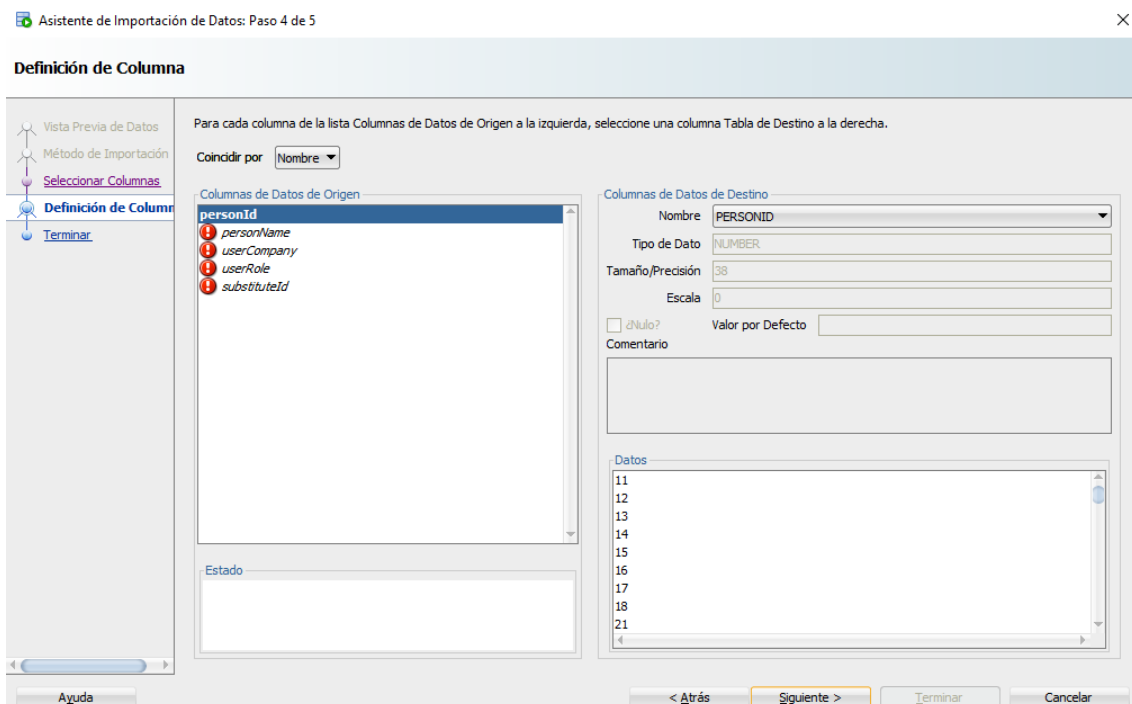 Asistente de Importación de Datos: Paso 4 de 5
Definición de Columna
Vista Previa de Datos
Método de Importación
Seleccionar Columnas
Definición de Column
Terminar
Para cada columna de la lista Columnas de Datos de Origen a la izquierda, seleccione una columna Tabla de Destino a la derecha.
Coincidir por Nombre
Columnas de Datos de Origen
personId
personName
userCompany
userRole
substituteId
Estado
Columnas de Datos de Destino
Nombre PERSONID
Tipo de Dato NUMBER
Tamaño/Precisión 38
Escala 0
¿Nulo? Valor por Defecto
Comentario
Datos
11
12
13
14
15
16
17
18
21
Ayuda < Atrás Siguiente > Terminar Cancelar